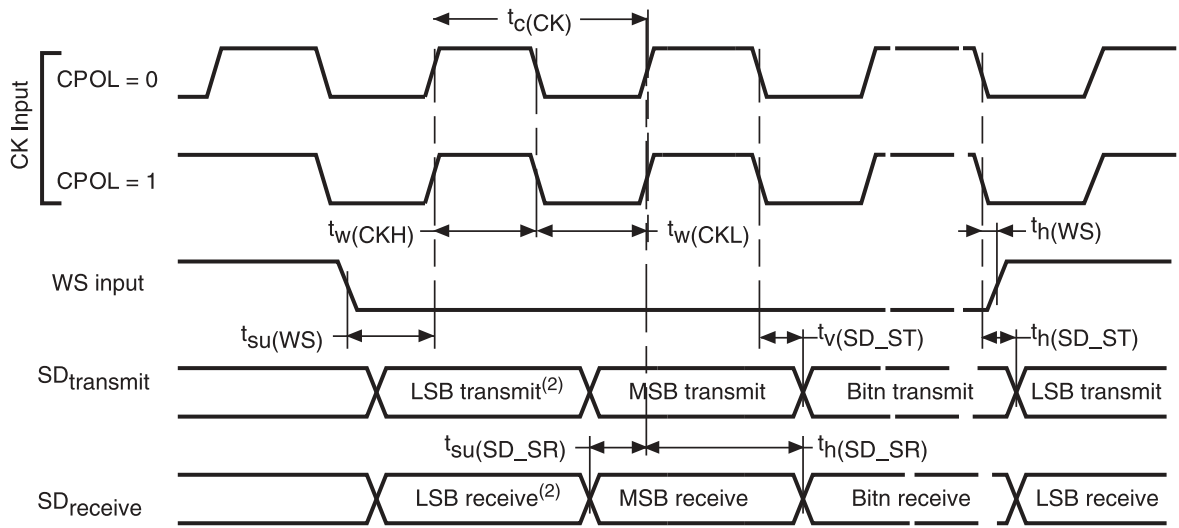 tc(CK)
CK Input
CPOL = 0
CPOL = 1
tw(CKH)
tw(CKL)
th(WS)
WS input
tsu(WS)
tv(SD_ST)
th(SD_ST)
SDtransmit
LSB transmit(2)
MSB transmit
Bitn transmit
LSB transmit
tsu(SD_SR)
th(SD_SR)
SDreceive
LSB receive(2)
MSB receive
Bitn receive
LSB receive